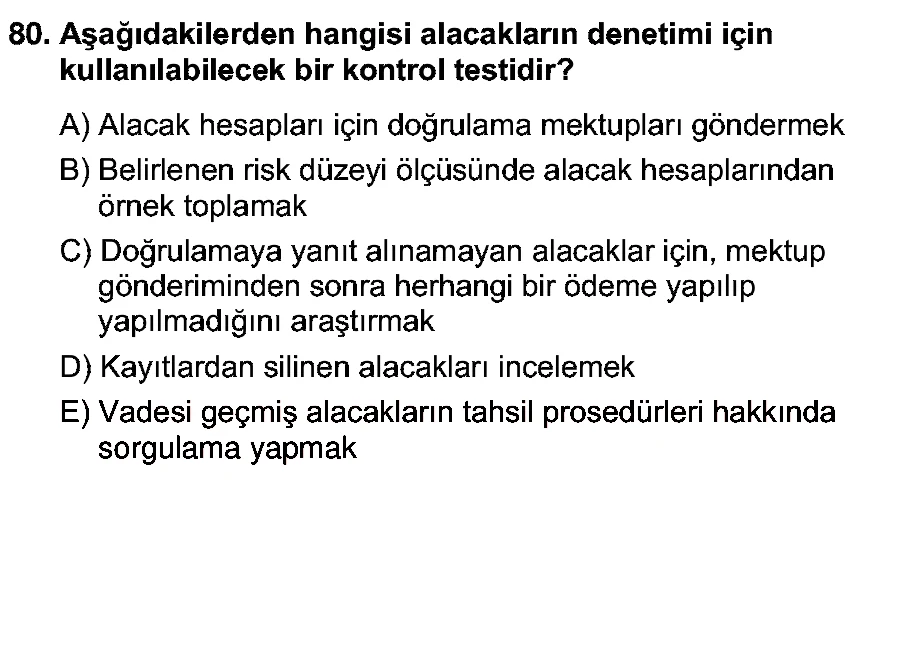 80. Aşağıdakilerden hangisi alacakların denetimi için
kullanılabilecek bir kontrol testidir?
A) Alacak hesapları için doğrulama mektupları göndermek
B) Belirlenen risk düzeyi ölçüsünde alacak hesaplarından
örnek toplamak
C) Doğrulamaya yanıt alınamayan alacaklar için, mektup
gönderiminden sonra herhangi bir ödeme yapılıp
yapılmadığını araştırmak
D) Kayıtlardan silinen alacakları incelemek
E) Vadesi geçmiş alacakların tahsil prosedürleri hakkında
sorgulama yapmak